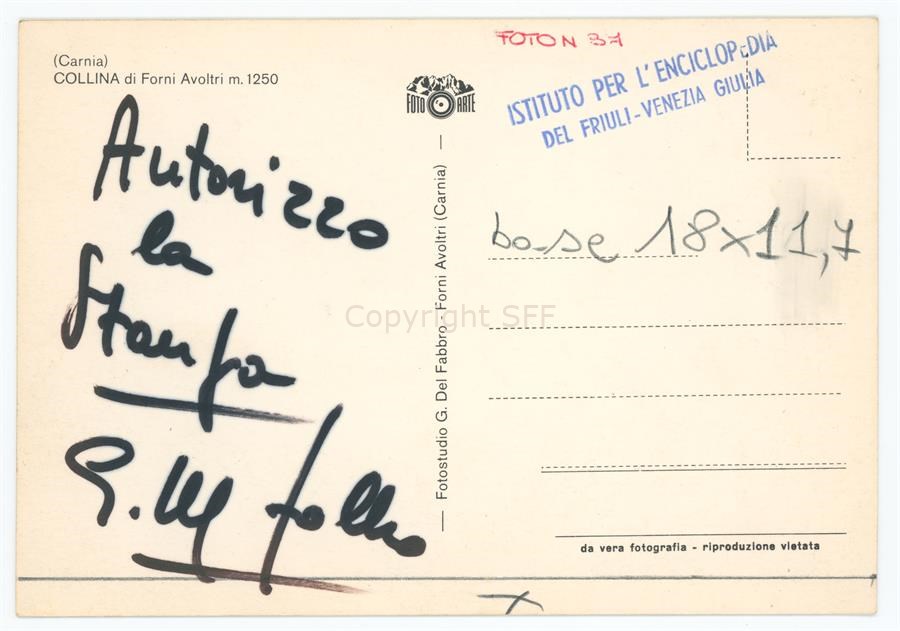 (Carnia)
COLLINA di Forni Avoltri m. 1250
Autorizzo
la
Stampa
FOTO ARTE
Fotostudio G. Del Fabbro - Forni Avoltri (Carnia)
FOTO N 37
ISTITUTO PER L'ENCICLOPEDIA
DEL FRIULI-VENEZIA GIULIA
base 18x11,7
da vera fotografia - riproduzione vietata
Copyright SFF